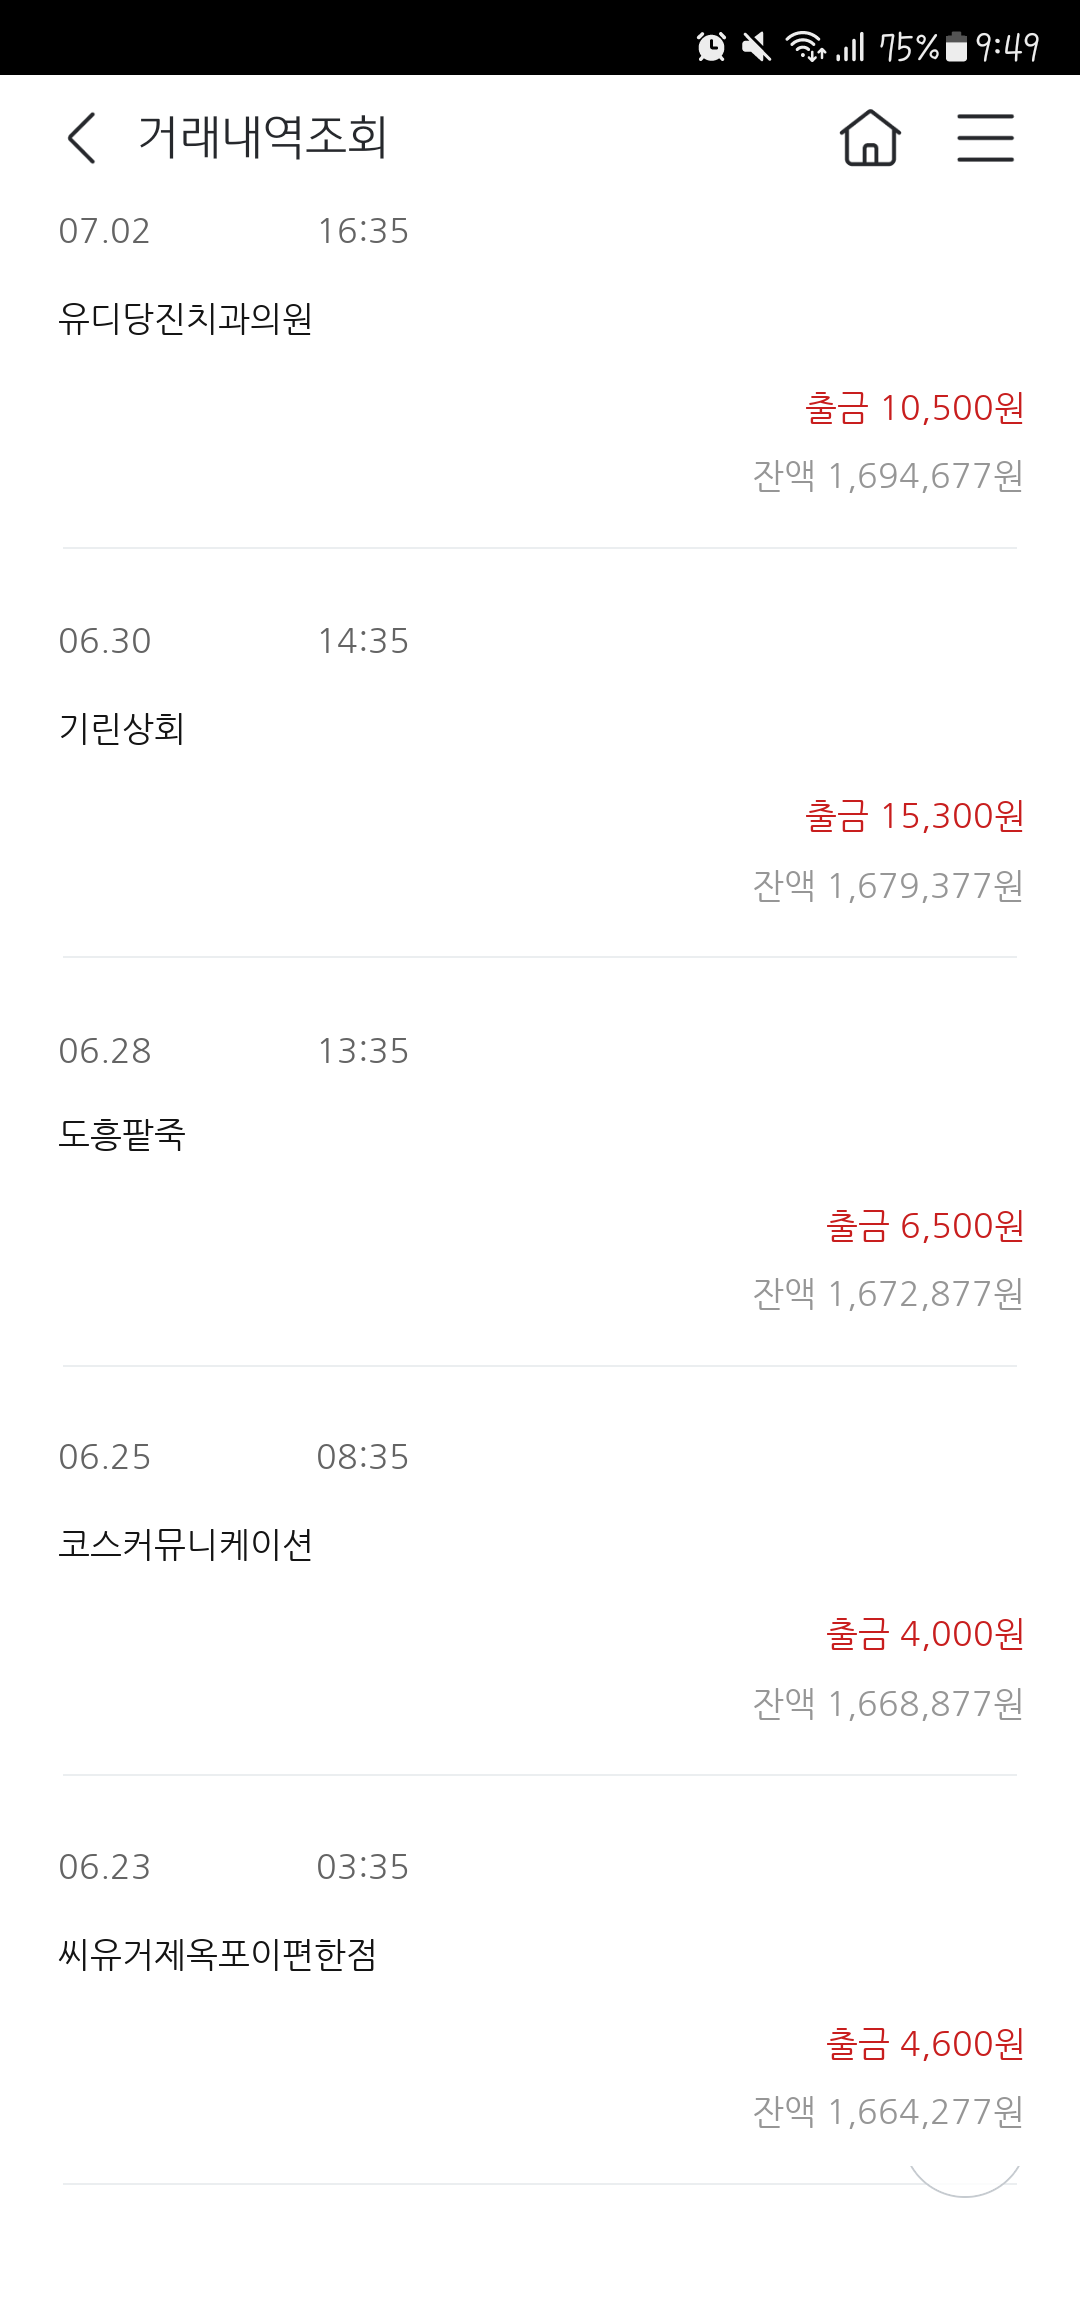 75% 9:49
거래내역조회
07.02 16:35
유디당진치과의원
출금 10,500원
잔액 1,694,677원
06.30 14:35
기린상회
출금 15,300원
잔액 1,679,377원
06.28 13:35
도흥팥죽
출금 6,500원
잔액 1,672,877원
06.25 08:35
코스커뮤니케이션
출금 4,000원
잔액 1,668,877원
06.23 03:35
씨유거제옥포이편한점
출금 4,600원
잔액 1,664,277원